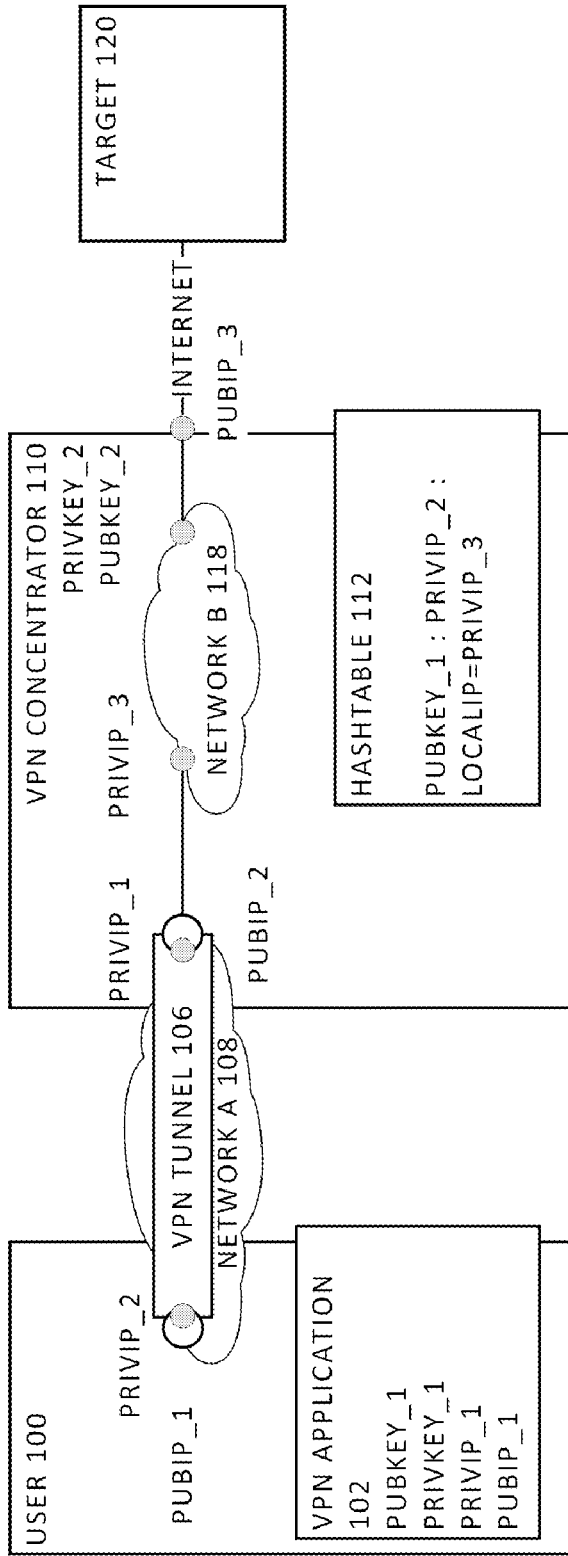 USER 100
PRIVIP_2
PUBIP_1
VPN APPLICATION
102
PUBKEY_1
PRIVKEY_1
PRIVIP_1
PUBIP_1
VPN TUNNEL 106
NETWORK A 108
VPN CONCENTRATOR 110
PRIVKEY_2
PUBKEY_2
PRIVIP_1
PRIVIP_3
PUBIP_2
NETWORK B 118
HASHTABLE 112
PUBKEY_1 : PRIVIP_2 :
LOCALIP=PRIVIP_3
INTERNET
PUBIP_3
TARGET 120